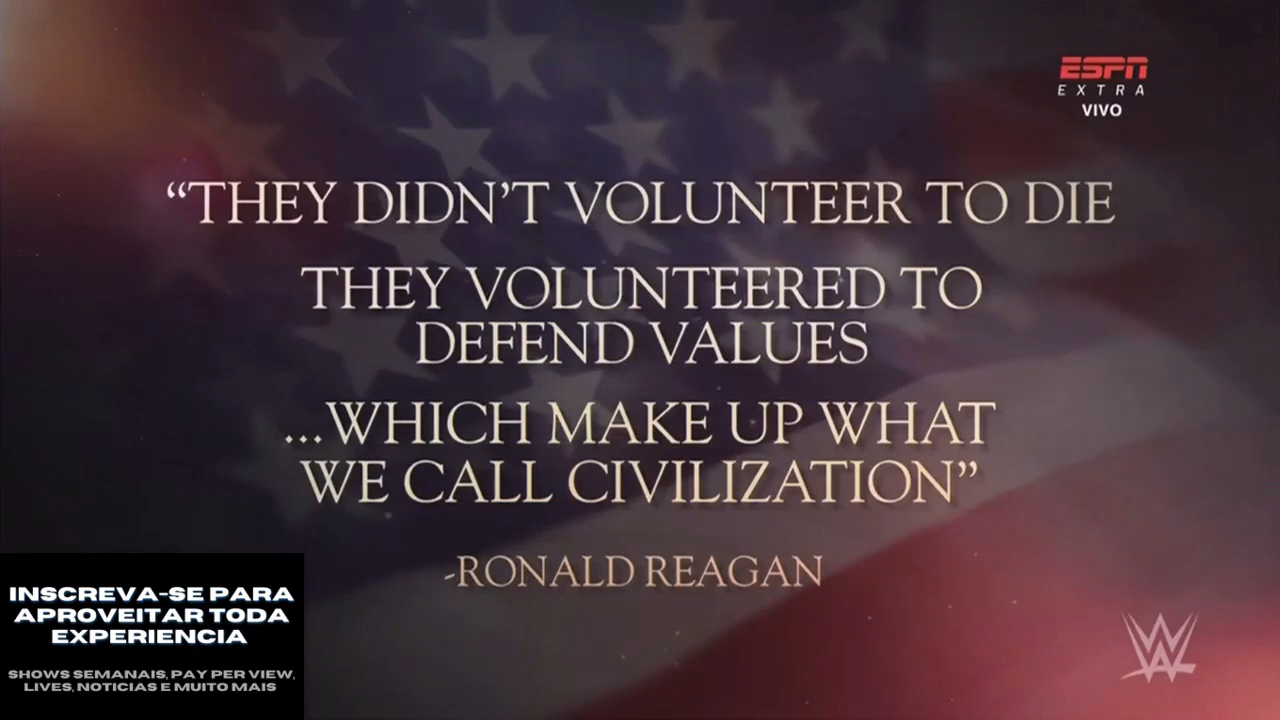 ESPN
EXTRA
VIVO
“THEY DIDN’T VOLUNTEER TO DIE
THEY VOLUNTEERED TO
DEFEND VALUES
...WHICH MAKE UP WHAT
WE CALL CIVILIZATION”
-RONALD REAGAN
INSCREVA-SE PARA
APROVEITAR TODA
EXPERIENCIA
SHOWS SEMANAIS, PAY PER VIEW,
LIVES, NOTICIAS E MUITO MAIS
W